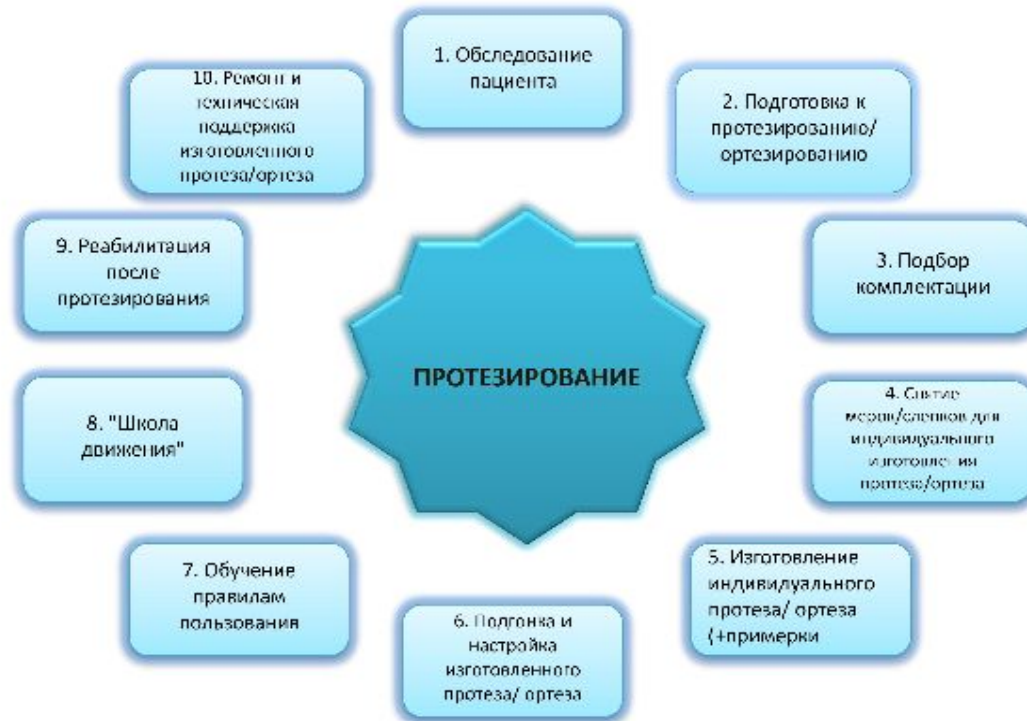 1. Обследование
пациента
2. Подготовка к
протезированию/
ортезированию
3. Подбор
комплектации
4. Снятие
мерок/слепков для
индивидуального
изготовления
протеза/ортеза
5. Изготовление
индивидуального
протеза/ ортеза
(+примерки
6. Подгонка и
настройка
изготовленного
протеза/ ортеза
7. Обучение
правилам
пользования
8. "Школа
движения"
9. Реабилитация
после
протезирования
10. Ремонт и
техническая
поддержка
изготовленного
протеза/ортеза
ПРОТЕЗИРОВАНИЕ